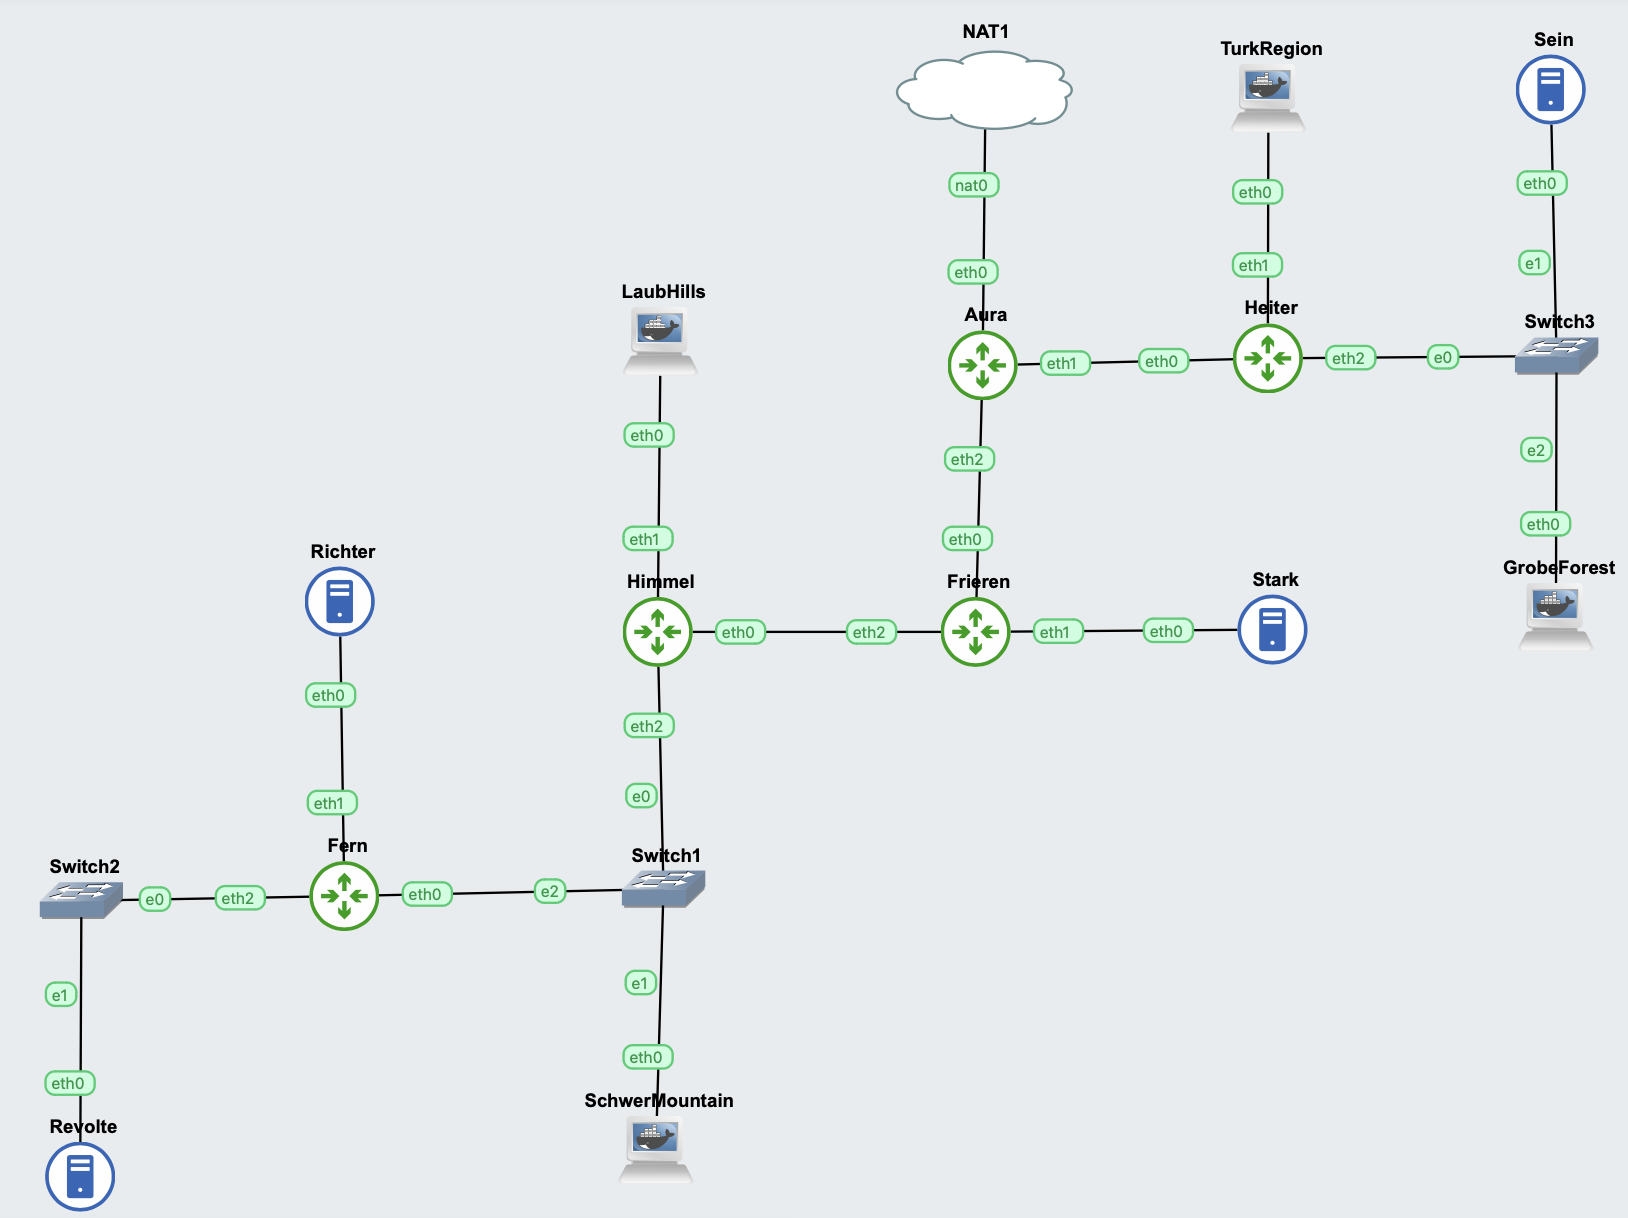 NAT1
TurkRegion
Sein
nat0
eth0
eth0
eth0
eth1
e1
LaubHills
Aura
Heiter
Switch3
eth1
eth0
eth2
e0
eth0
eth2
e2
eth1
eth0
eth0
Richter
Himmel
Frieren
Stark
GrobeForest
eth0
eth2
eth1
eth0
eth0
eth2
eth1
e0
Fern
Switch1
Switch2
e0
eth2
eth0
e2
e1
e1
eth0
eth0
SchwerMountain
Revolte